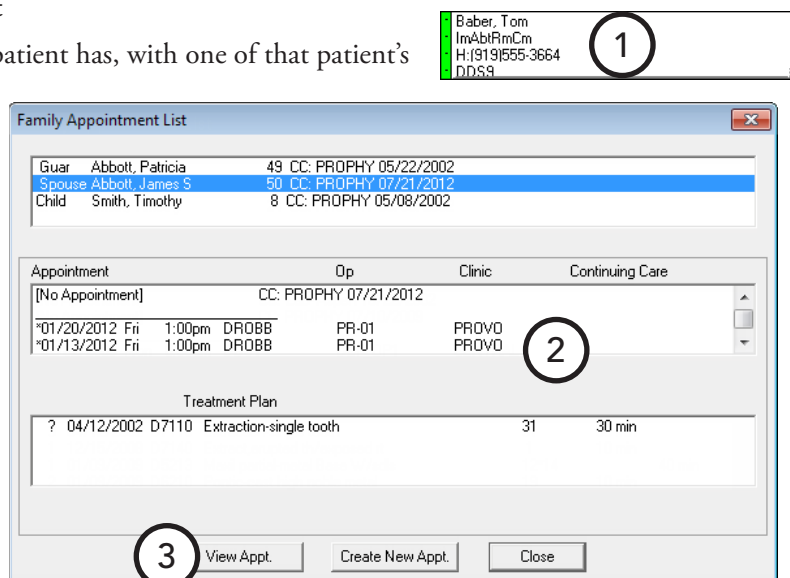 patient has, with one of that patient's
Baber, Tom
ImAbtRmCm
H:(919)555-3664
DDS9
1
Family Appointment List
Guar Abbott, Patricia 49 CC: PROPHY 05/22/2002
Spouse Abbott, James S 50 CC: PROPHY 07/21/2012
Child Smith, Timothy 8 CC: PROPHY 05/08/2002
Appointment Op Clinic Continuing Care
[No Appointment] CC: PROPHY 07/21/2012
*01/20/2012 Fri 1:00pm DROBB PR-01 PROVO
*01/13/2012 Fri 1:00pm DROBB PR-01 PROVO
2
Treatment Plan
? 04/12/2002 D7110 Extraction-single tooth 31 30 min
3
View Appt. Create New Appt. Close